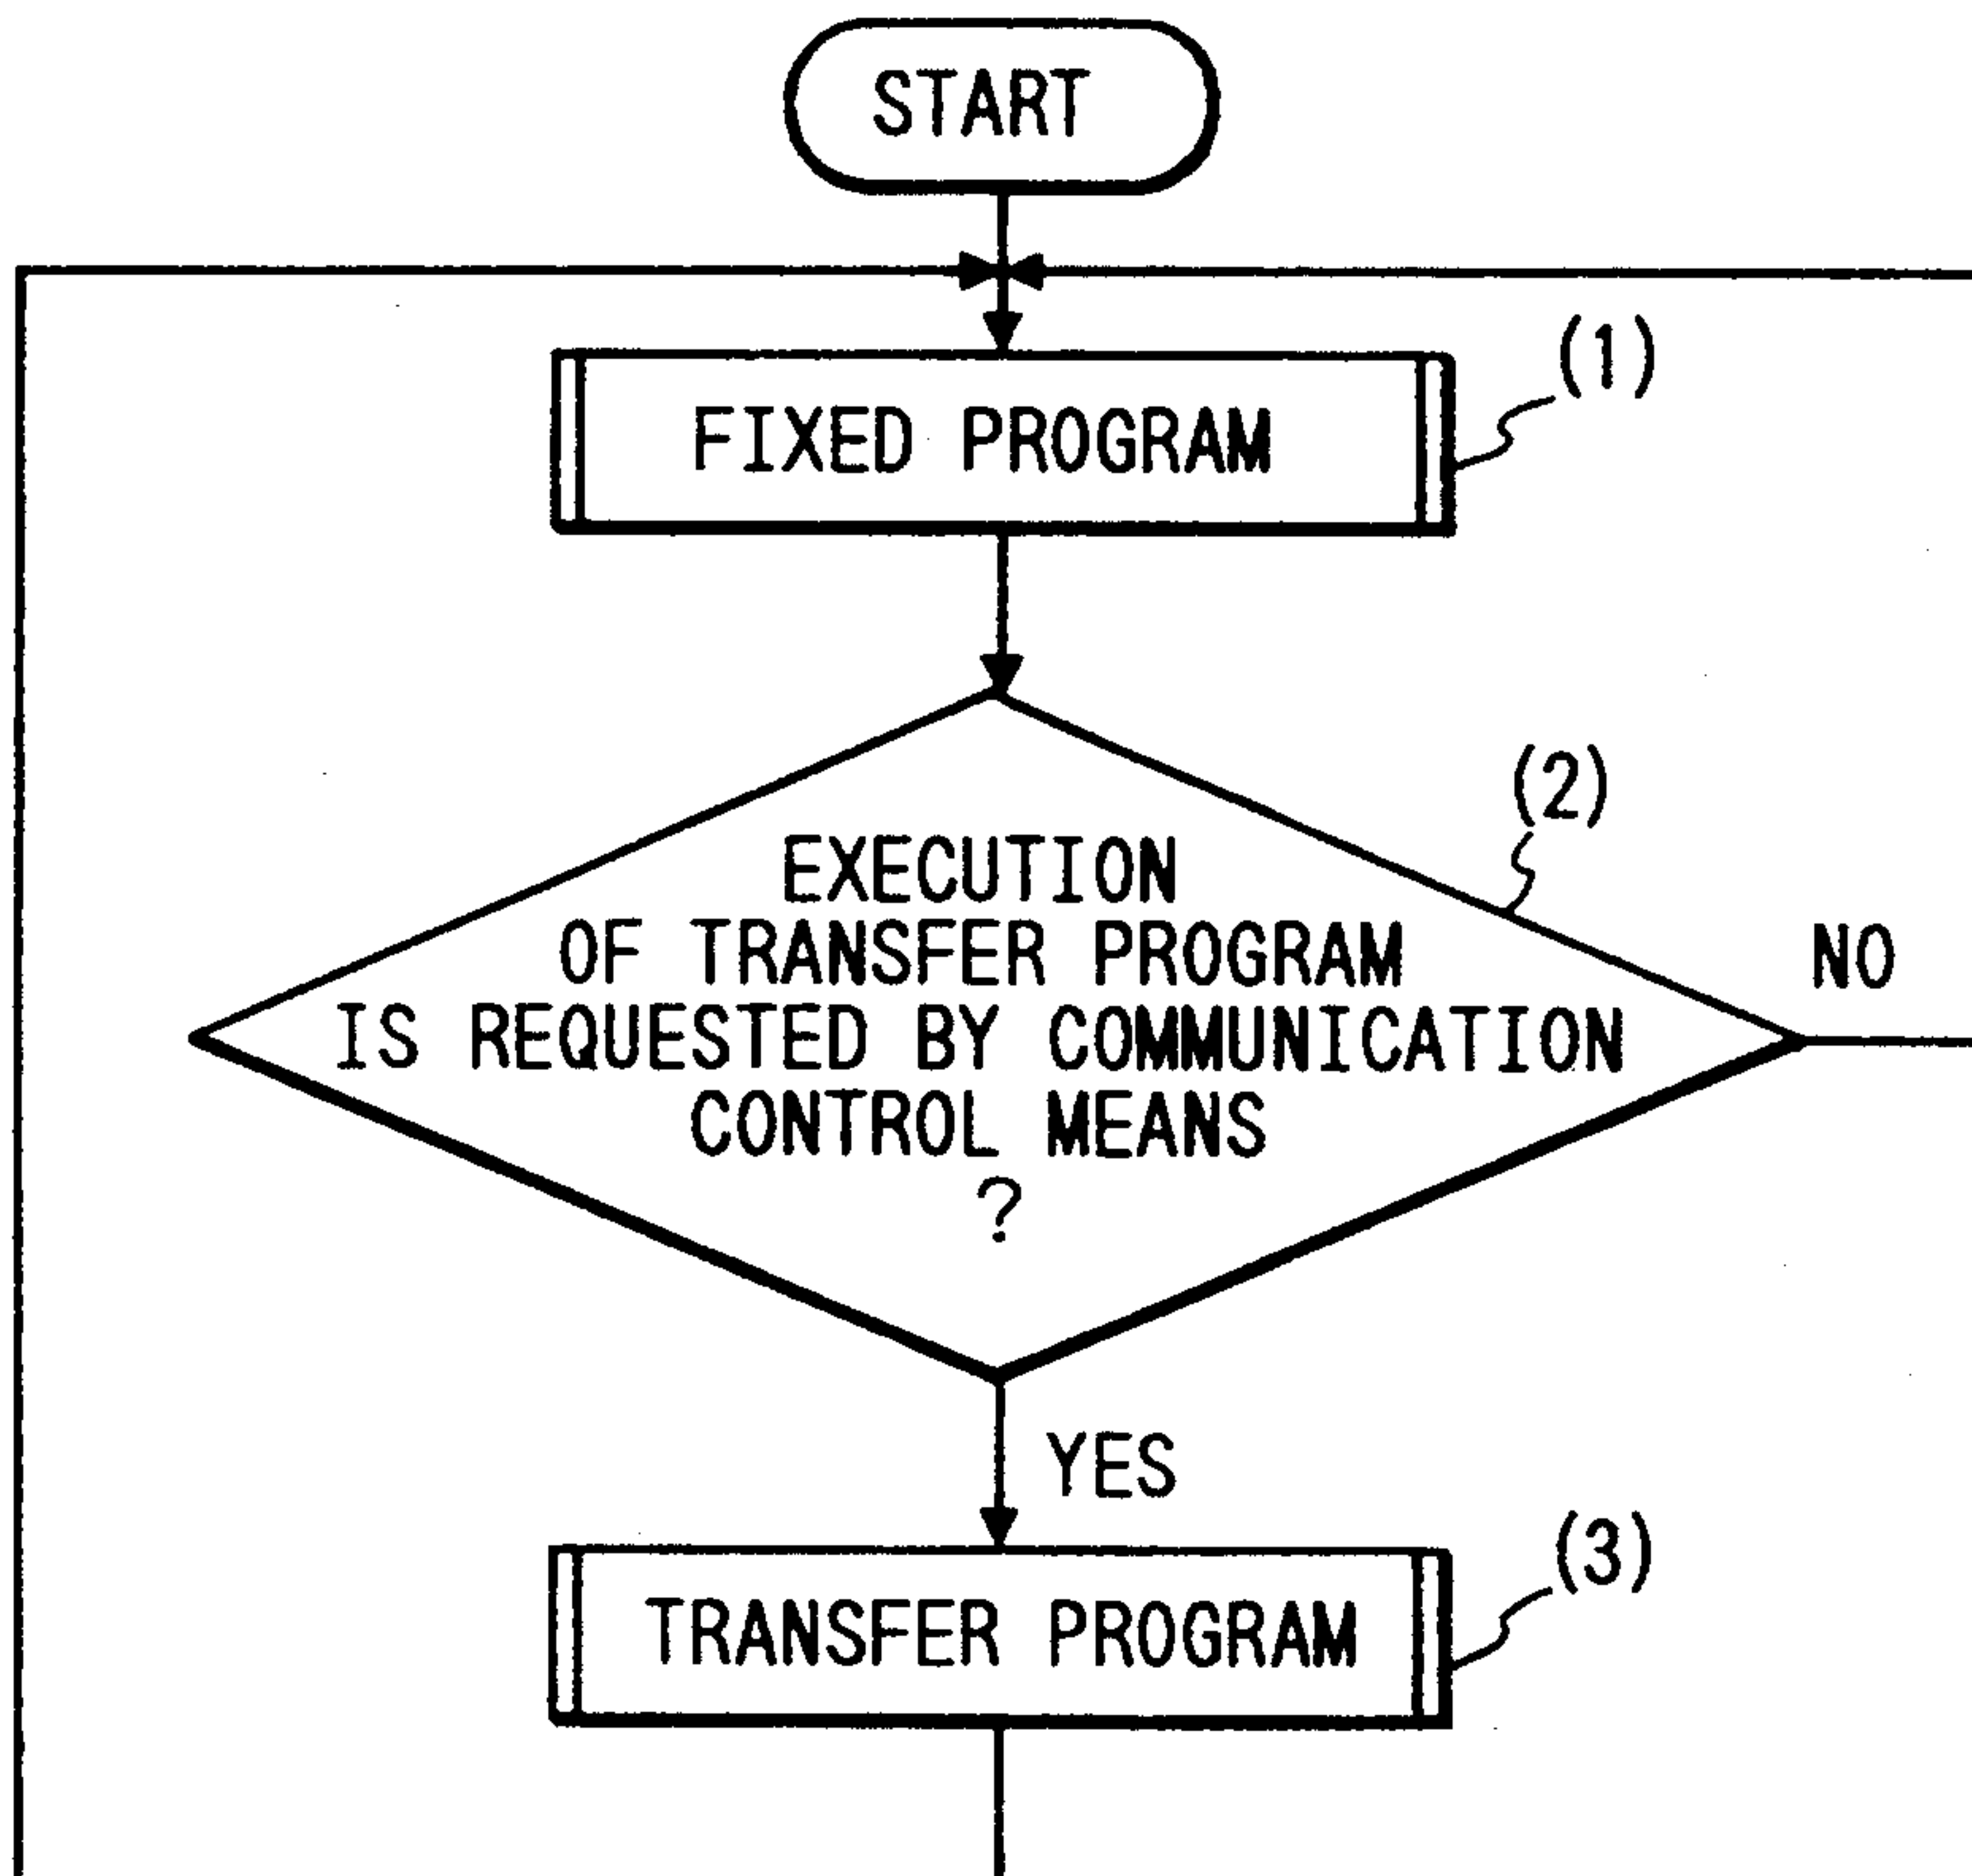 START
(1)
FIXED PROGRAM
(2)
EXECUTION
OF TRANSFER PROGRAM
IS REQUESTED BY COMMUNICATION
CONTROL MEANS
?
NO
YES
(3)
TRANSFER PROGRAM